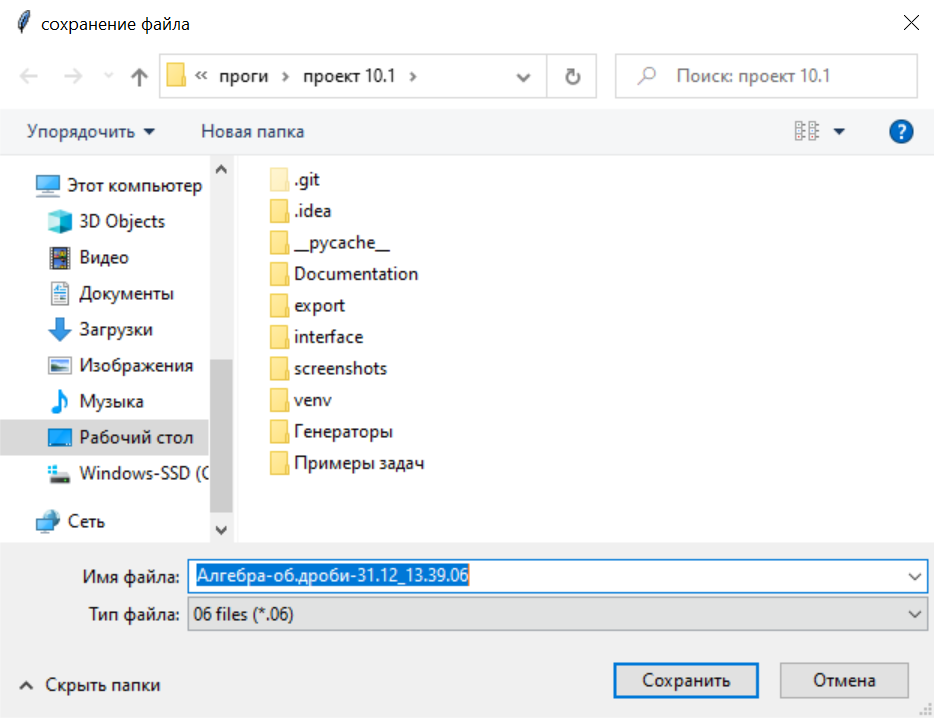 сохранение файла
« проги › проект 10.1 ›
Поиск: проект 10.1
Упорядочить
Новая папка
?
Этот компьютер
3D Objects
Видео
Документы
Загрузки
Изображения
Музыка
Рабочий стол
Windows-SSD (C
Сеть
.git
.idea
__pycache__
Documentation
export
interface
screenshots
venv
Генераторы
Примеры задач
Имя файла: Алгебра-об.дроби-31.12_13.39.06
Тип файла: 06 files (*.06)
Скрыть папки
Сохранить
Отмена